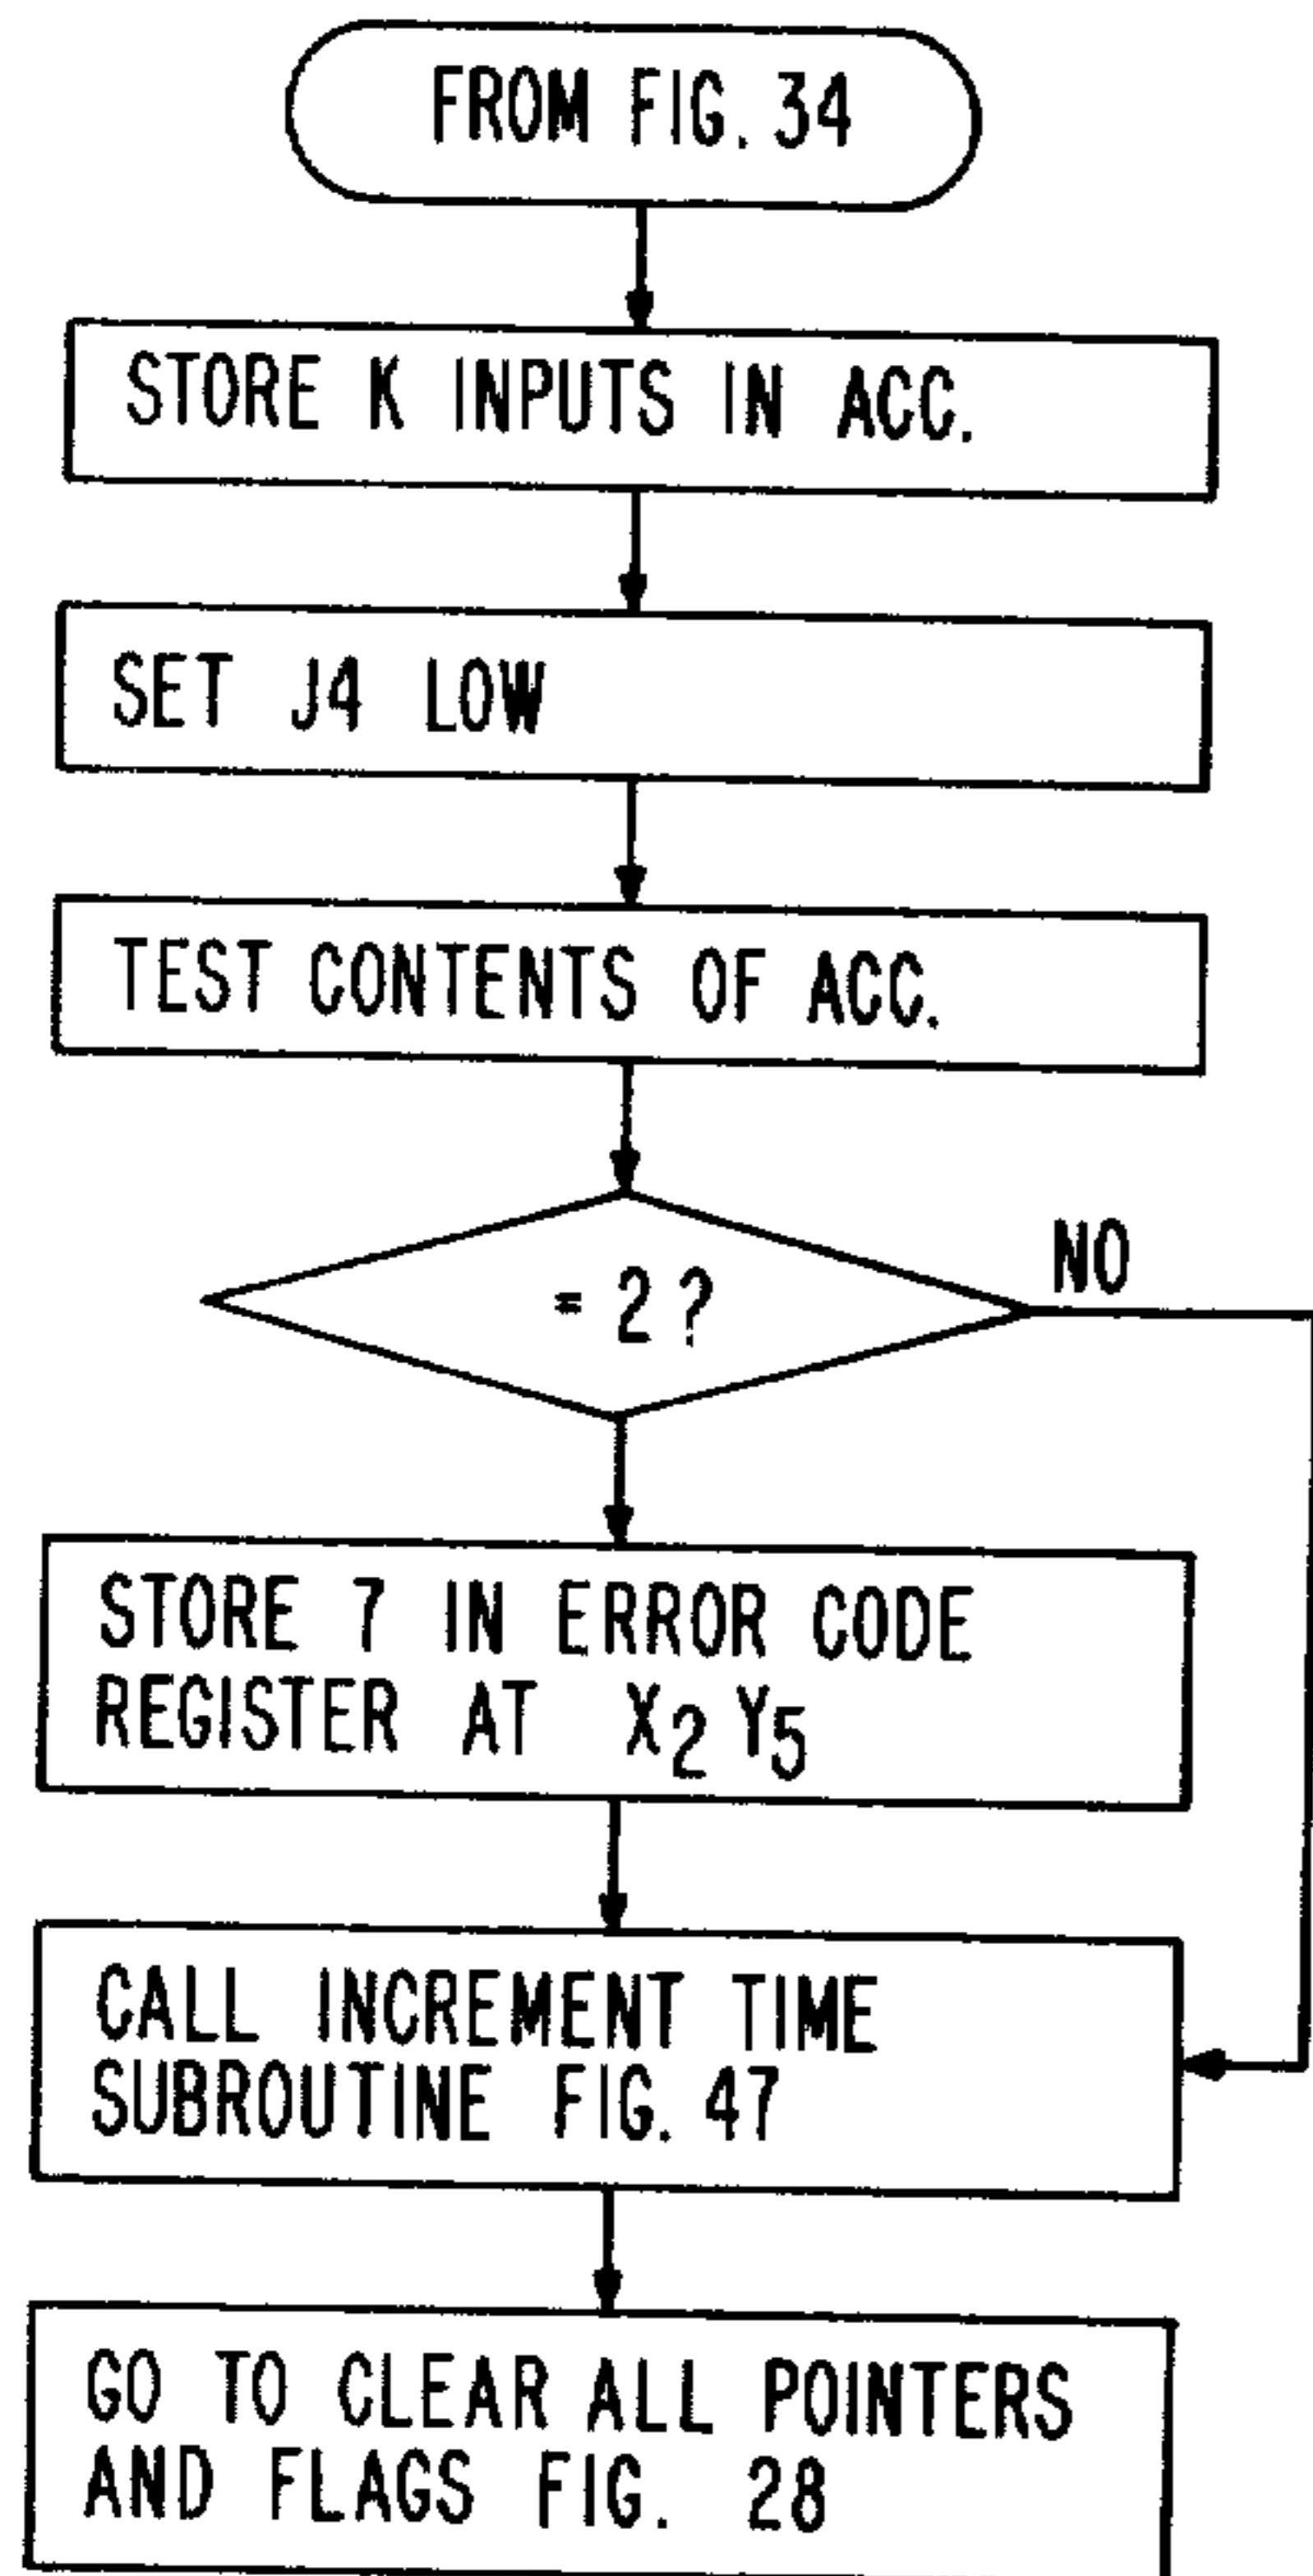 FROM FIG. 34
STORE K INPUTS IN ACC.
SET J4 LOW
TEST CONTENTS OF ACC.
= 2 ?
NO
STORE 7 IN ERROR CODE
REGISTER AT X2 Y5
CALL INCREMENT TIME
SUBROUTINE FIG. 47
GO TO CLEAR ALL POINTERS
AND FLAGS FIG. 28